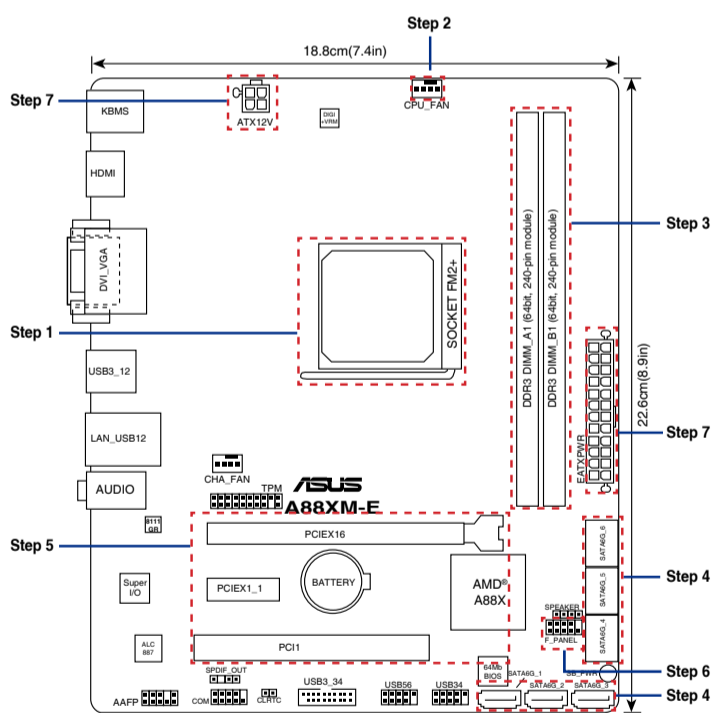 Step 2
18.8cm(7.4in)
Step 7
KBMS
ATX12V
DIGI
+VRM
CPU_FAN
HDMI
Step 3
DVI_VGA
DDR3 DIMM_A1 (64bit, 240-pin module)
DDR3 DIMM_B1 (64bit, 240-pin module)
Step 1
SOCKET FM2+
22.6cm(8.9in)
USB3_12
EATXPWR
Step 7
LAN_USB12
CHA_FAN
AUDIO
TPM
ASUS
A88XM-E
8111
GR
Step 5
PCIEX16
SATA6G_6
Super
I/O
PCIEX1_1
BATTERY
AMD®
A88X
SATA6G_5
Step 4
SPEAKER
F_PANEL
SATA6G_4
ALC
887
PCI1
64Mb
BIOS
SB_PWR
Step 6
SPDIF_OUT
AAFP
COM
CLRTC
USB3_34
USB56
USB34
SATA6G_1
SATA6G_2
SATA6G_3
Step 4